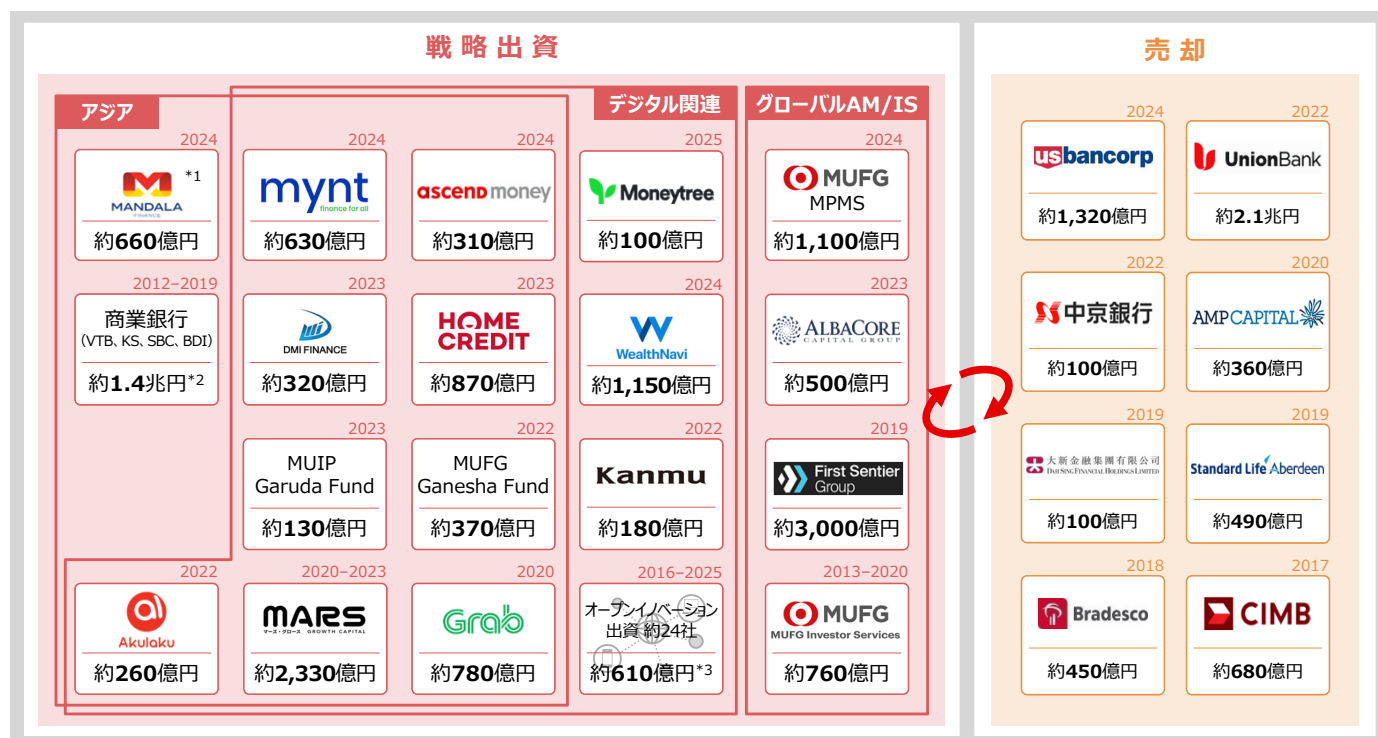 戦略出資
売却
アジア
デジタル関連
グローバルAM/IS
2024
MANDALA
FINANCE
*1
約660億円
2024
mynt
finance for all
約630億円
2024
ascend money
約310億円
2025
Moneytree
約100億円
2024
MUFG
MPMS
約1,100億円
2012–2019
商業銀行
(VTB、KS、SBC、BDI)
約1.4兆円*2
2023
DMI FINANCE
約320億円
2023
HOME
CREDIT
約870億円
2024
WealthNavi
約1,150億円
2023
ALBACORE
CAPITAL GROUP
約500億円
2023
MUIP
Garuda Fund
約130億円
2022
MUFG
Ganesha Fund
約370億円
2022
Kanmu
約180億円
2019
First Sentier
Group
約3,000億円
2022
Akulaku
約260億円
2020–2023
MARS
マーズ・グロース GROWTH CAPITAL
約2,330億円
2020
Grab
約780億円
2016–2025
オープンイノベーション
出資 約24社
約610億円*3
2013–2020
MUFG
MUFG Investor Services
約760億円
2024
usbancorp
約1,320億円
2022
UnionBank
約2.1兆円
2022
中京銀行
約100億円
2020
AMP CAPITAL
約360億円
2019
大新金融集團有限公司
DAH SING FINANCIAL HOLDINGS LIMITED
約100億円
2019
Standard Life Aberdeen
約490億円
2018
Bradesco
約450億円
2017
CIMB
約680億円